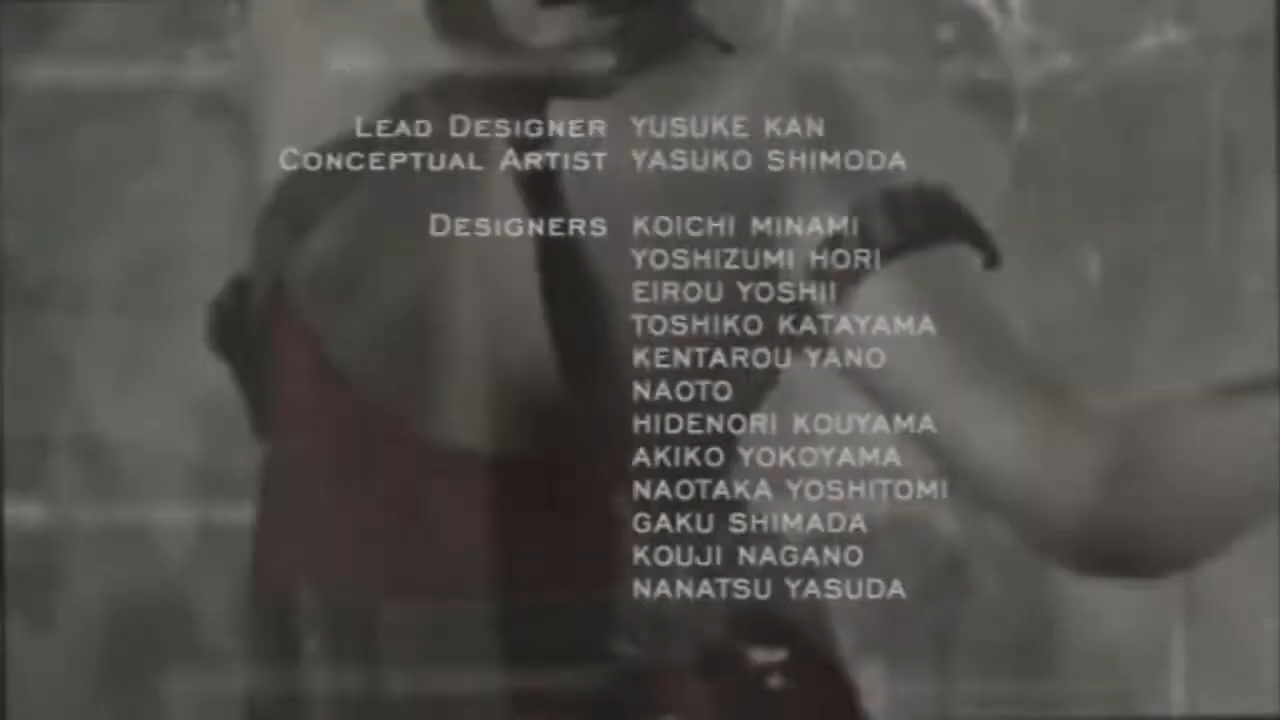 LEAD DESIGNER YUSUKE KAN
CONCEPTUAL ARTIST YASUKO SHIMODA
DESIGNERS KOICHI MINAMI
YOSHIZUMI HORI
EIROU YOSHII
TOSHIKO KATAYAMA
KENTAROU YANO
NAOTO
HIDENORI KOUYAMA
AKIKO YOKOYAMA
NAOTAKA YOSHITOMI
GAKU SHIMADA
KOUJI NAGANO
NANATSU YASUDA